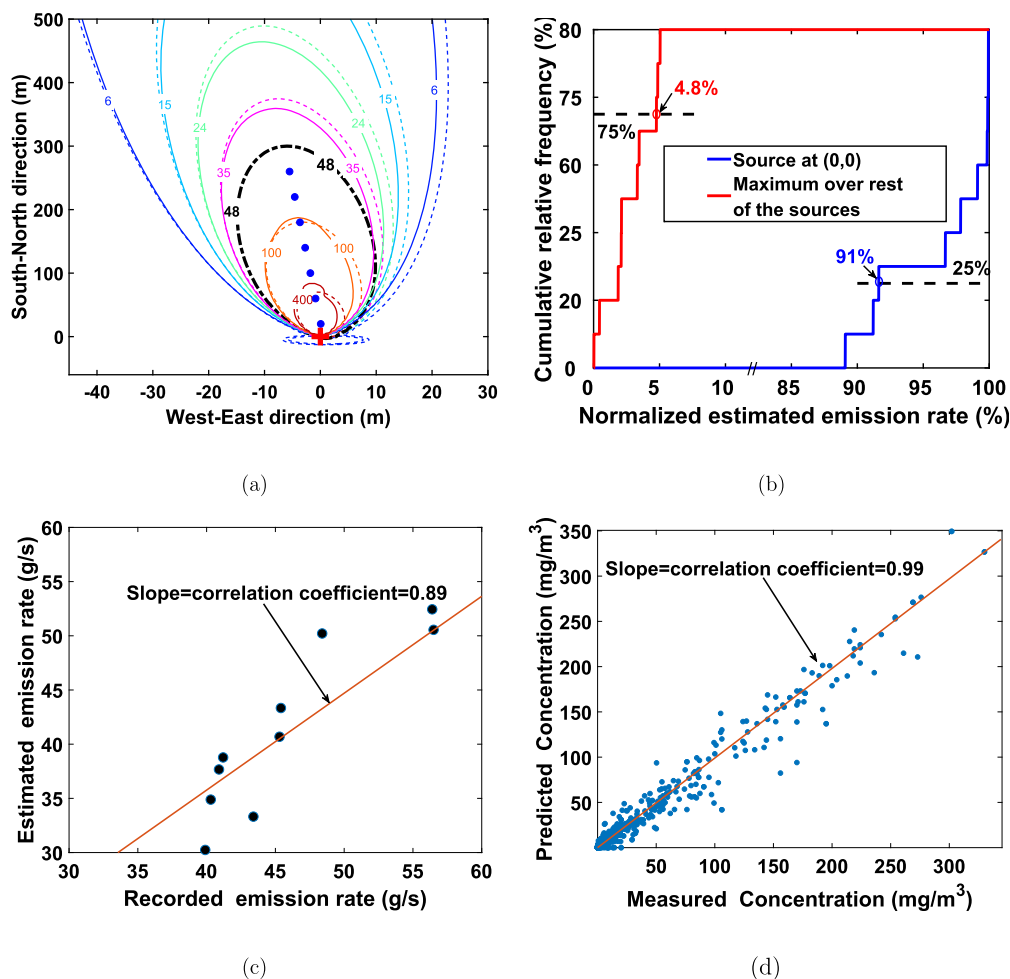 500
400
300
200
100
0
South-North direction (m)
6
15
24
35
48
48
100
400
100
35
24
15
6
-40 -30 -20 -10 0 10 20 30
West-East direction (m)
(a)
80
75
60
25
20
0
Cumulative relative frequency (%)
4.8%
75%
Source at (0,0)
Maximum over rest
of the sources
91%
25%
0 5 10 // 85 90 95 100
Normalized estimated emission rate (%)
(b)
60
55
50
45
40
35
30
Estimated emission rate (g/s)
Slope=correlation coefficient=0.89
30 40 50 60
Recorded emission rate (g/s)
(c)
350
300
250
200
150
100
50
Predicted Concentration (mg/m³)
Slope=correlation coefficient=0.99
50 100 150 200 250 300
Measured Concentration (mg/m³)
(d)